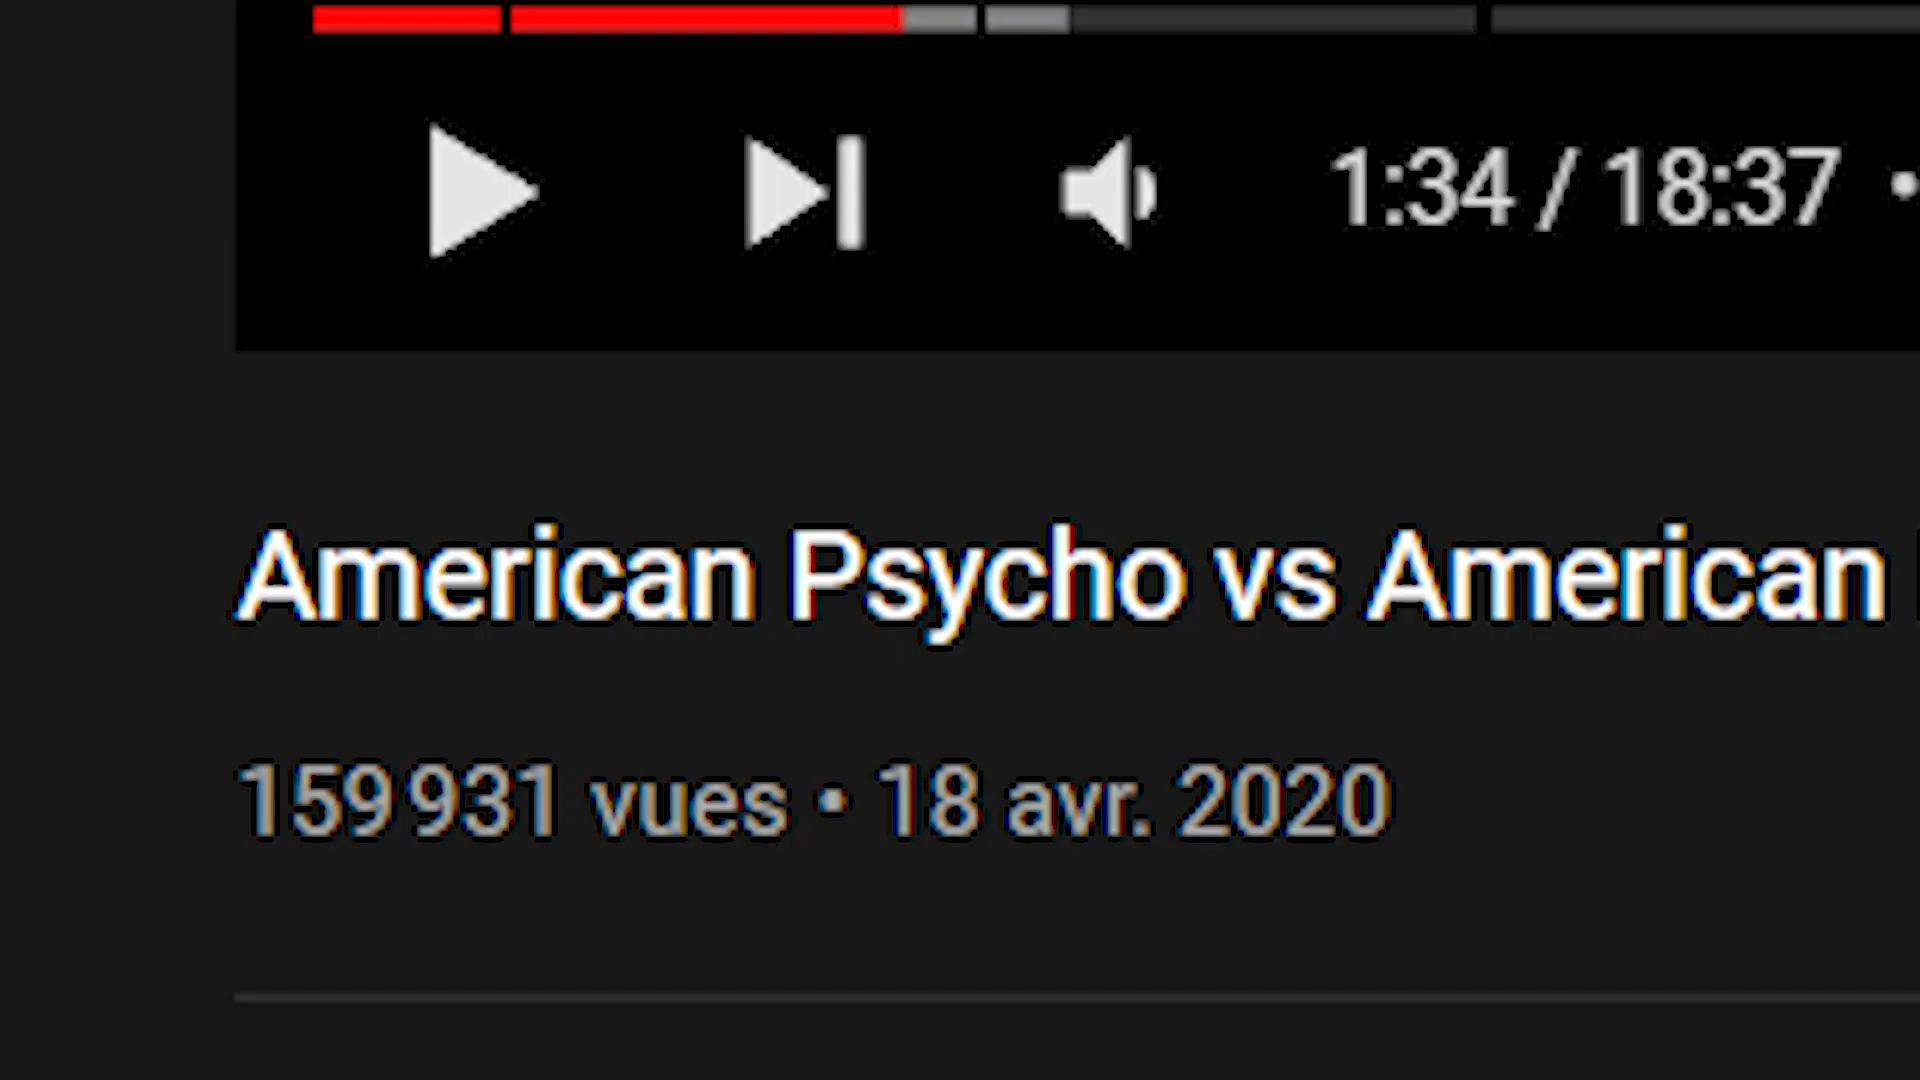 1:34 / 18:37 •
American Psycho vs American
159 931 vues • 18 avr. 2020